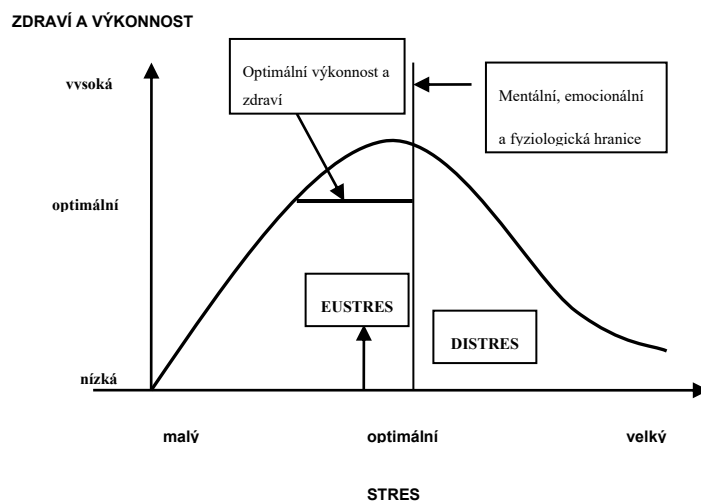 ZDRAVÍ A VÝKONNOST
vysoká
Optimální výkonnost a
zdraví
Mentální, emocionální
a fyziologická hranice
optimální
EUSTRES
DISTRES
nízká
malý
optimální
velký
STRES